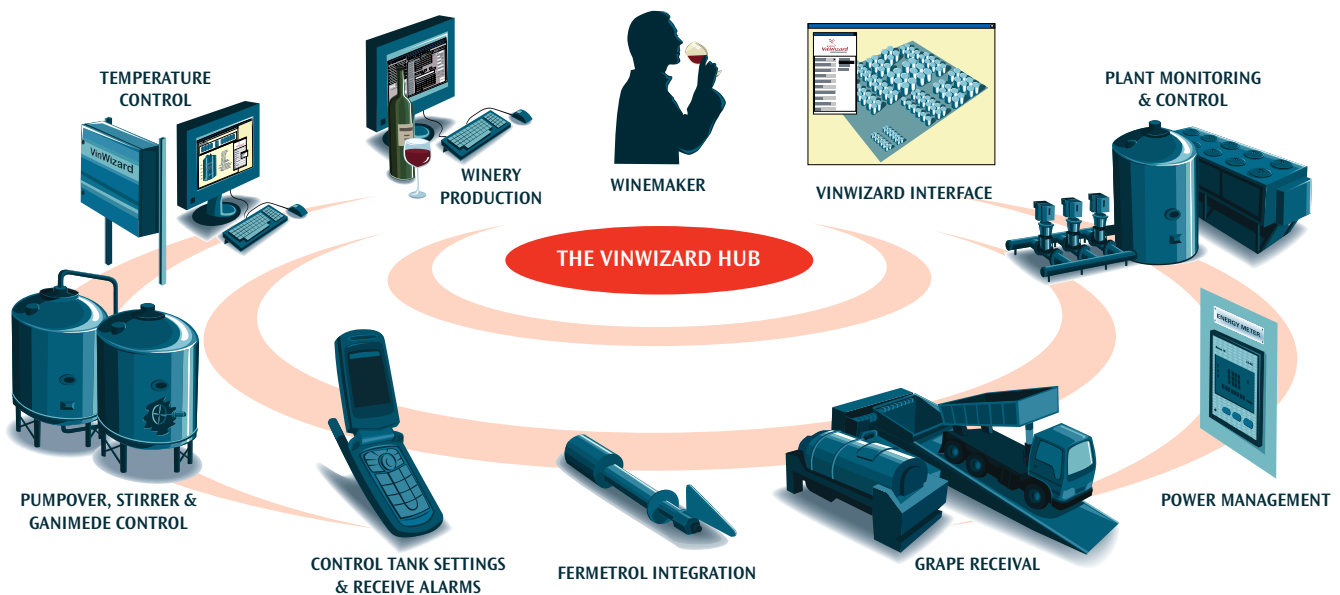 TEMPERATURE
CONTROL
VinWizard
WINERY
PRODUCTION
WINEMAKER
VINWIZARD
VINWIZARD INTERFACE
PLANT MONITORING
& CONTROL
THE VINWIZARD HUB
ENERGY METER
PUMPOVER, STIRRER &
GANIMEDE CONTROL
CONTROL TANK SETTINGS
& RECEIVE ALARMS
FERMETROL INTEGRATION
GRAPE RECEIVAL
POWER MANAGEMENT